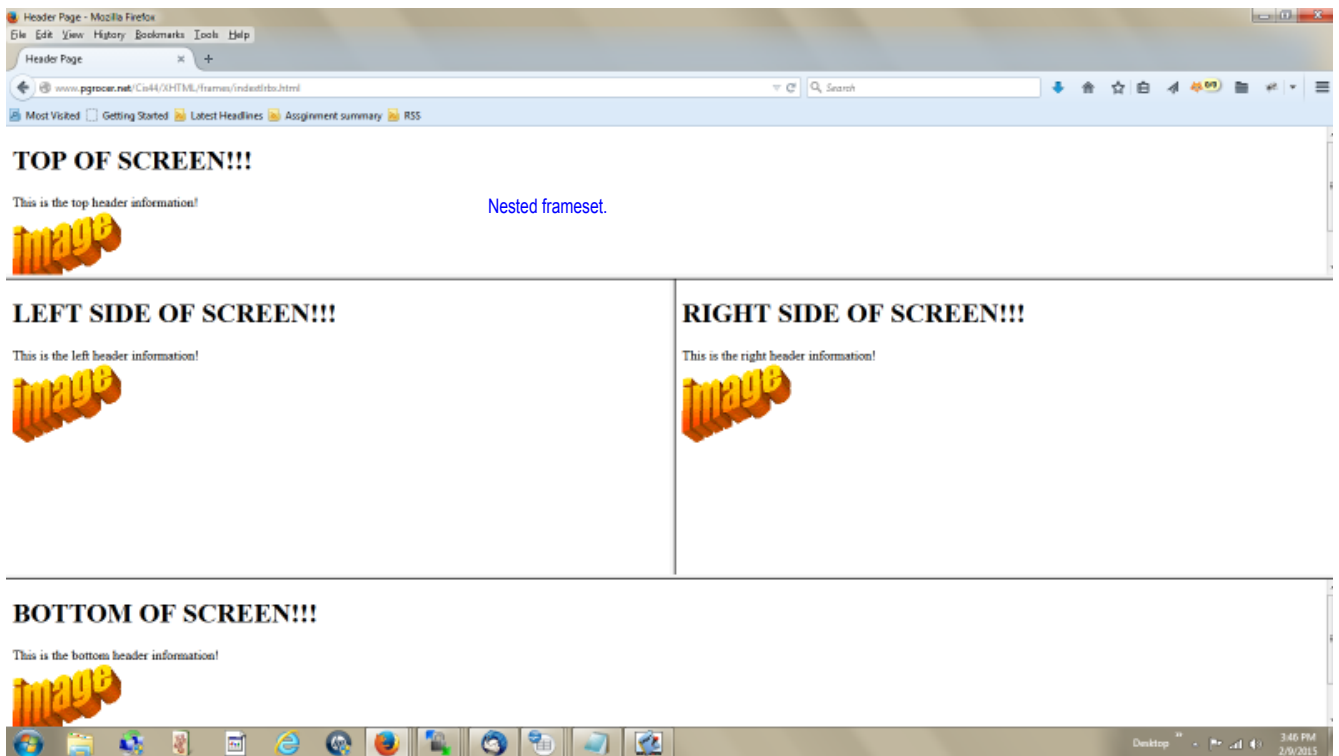 Header Page - Mozilla Firefox
File Edit View History Bookmarks Tools Help
Header Page × +
www.pgrocer.net/Cis44/XHTML/frames/indextlrbx.html
Search
Most Visited Getting Started Latest Headlines Assginment summary RSS
TOP OF SCREEN!!!
This is the top header information!
Nested frameset.
image
LEFT SIDE OF SCREEN!!!
This is the left header information!
image
RIGHT SIDE OF SCREEN!!!
This is the right header information!
image
BOTTOM OF SCREEN!!!
This is the bottom header information!
image
Desktop
3:46 PM
2/9/2015